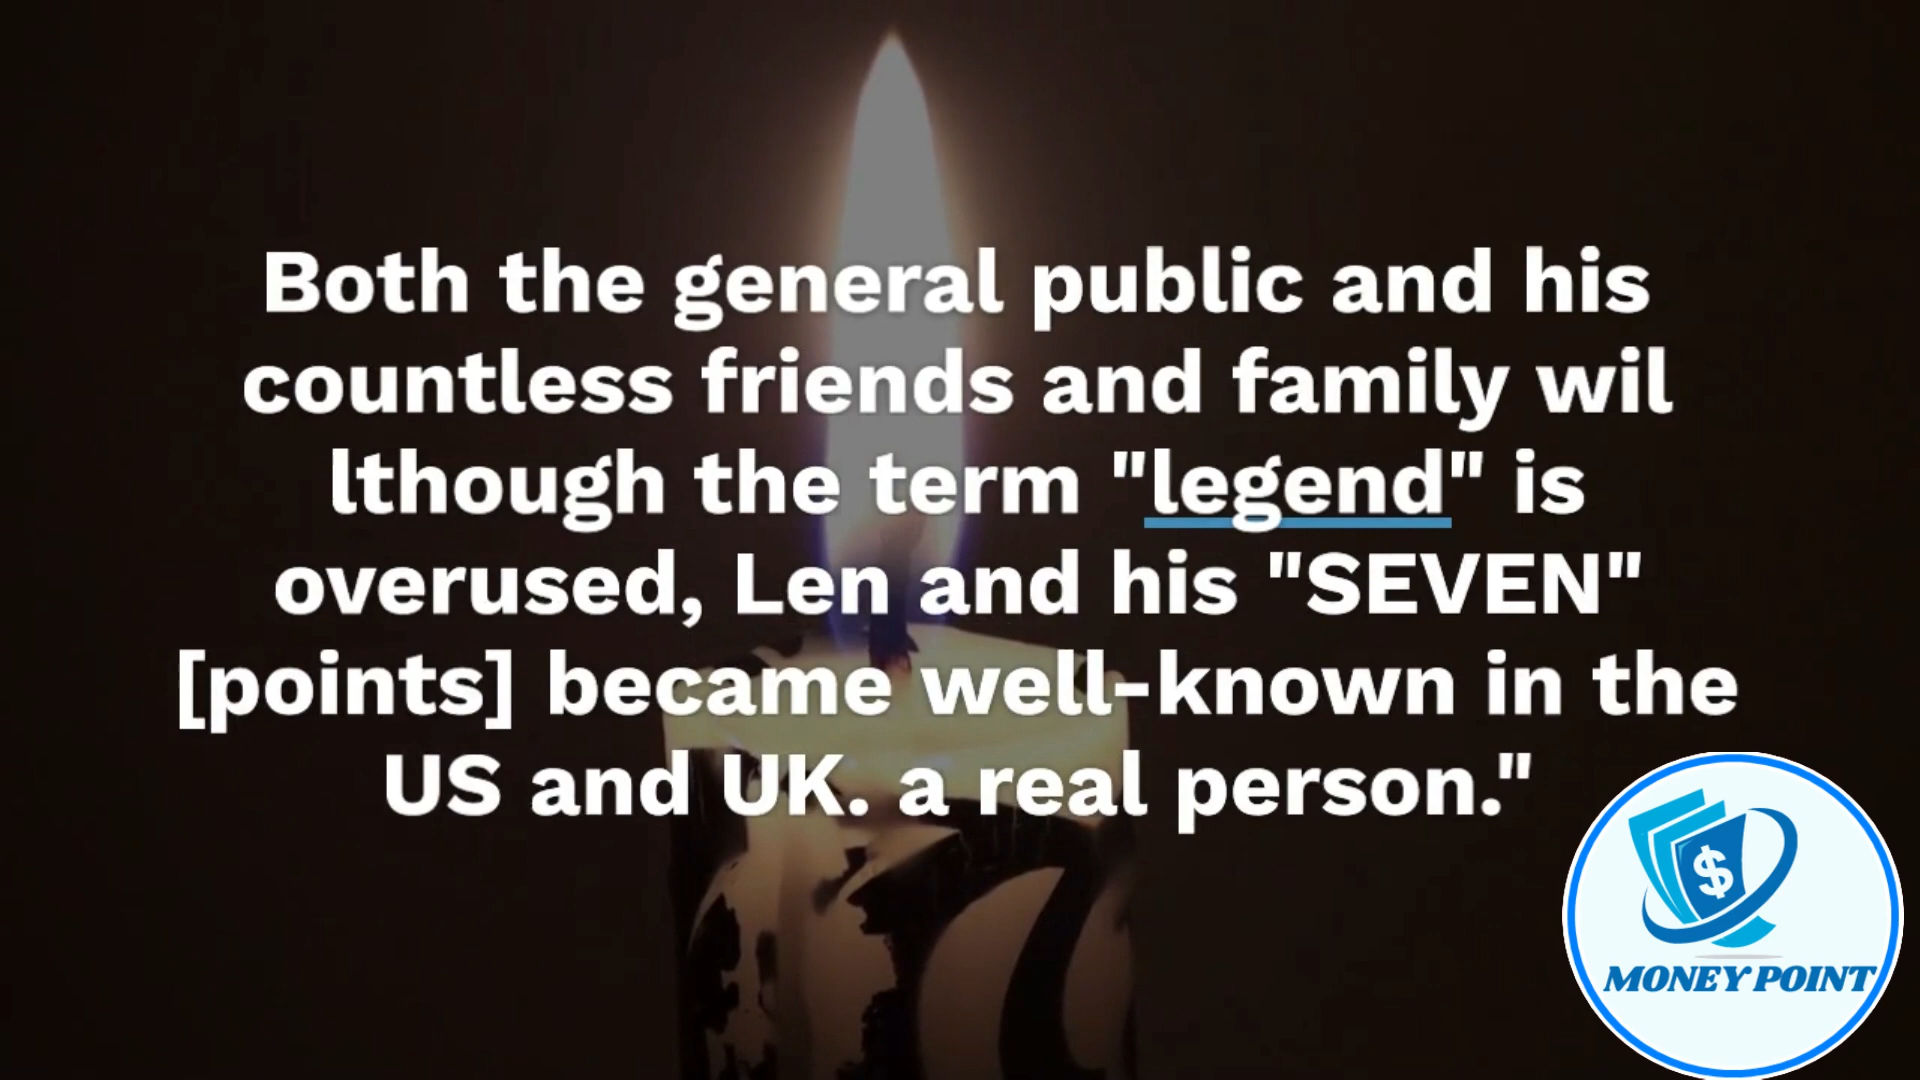 Both the general public and his
countless friends and family wil
lthough the term "legend" is
overused, Len and his "SEVEN"
[points] became well-known in the
US and UK. a real person."
$
MONEY POINT